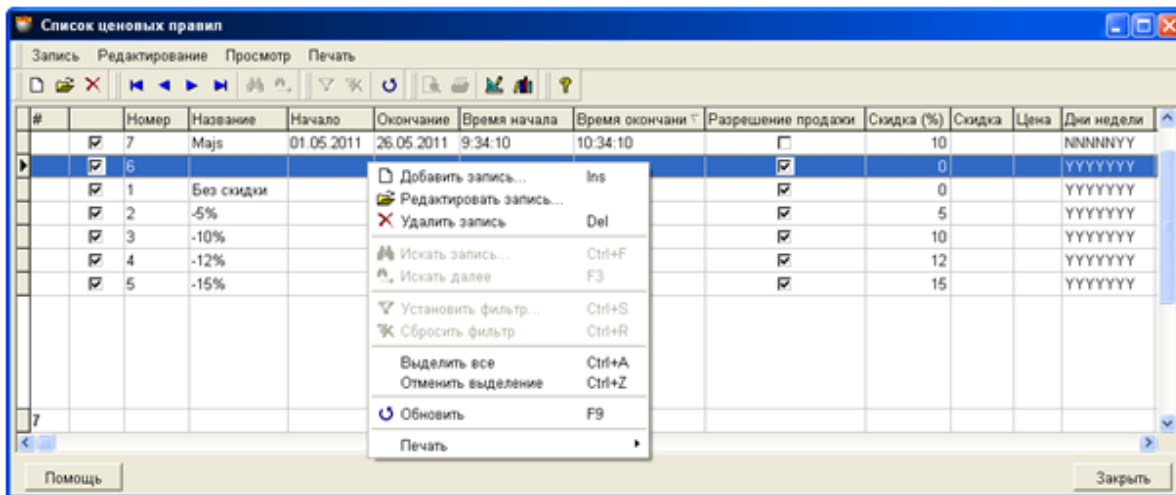 Список ценовых правил
Запись Редактирование Просмотр Печать
# Номер Название Начало Окончание Время начала Время окончани Разрешение продажи Скидка (%) Скидка Цена Дни недели
7 Majs 01.05.2011 26.05.2011 9:34:10 10:34:10 10 NNNNNYY
6 0 YYYYYYY
1 Без скидки 0 YYYYYYY
2 -5% 5 YYYYYYY
3 -10% 10 YYYYYYY
4 -12% 12 YYYYYYY
5 -15% 15 YYYYYYY
Добавить запись... Ins
Редактировать запись...
Удалить запись Del
Искать запись... Ctrl+F
Искать далее F3
Установить фильтр... Ctrl+S
Сбросить фильтр Ctrl+R
Выделить все Ctrl+A
Отменить выделение Ctrl+Z
Обновить F9
Печать
7
Помощь Закрыть